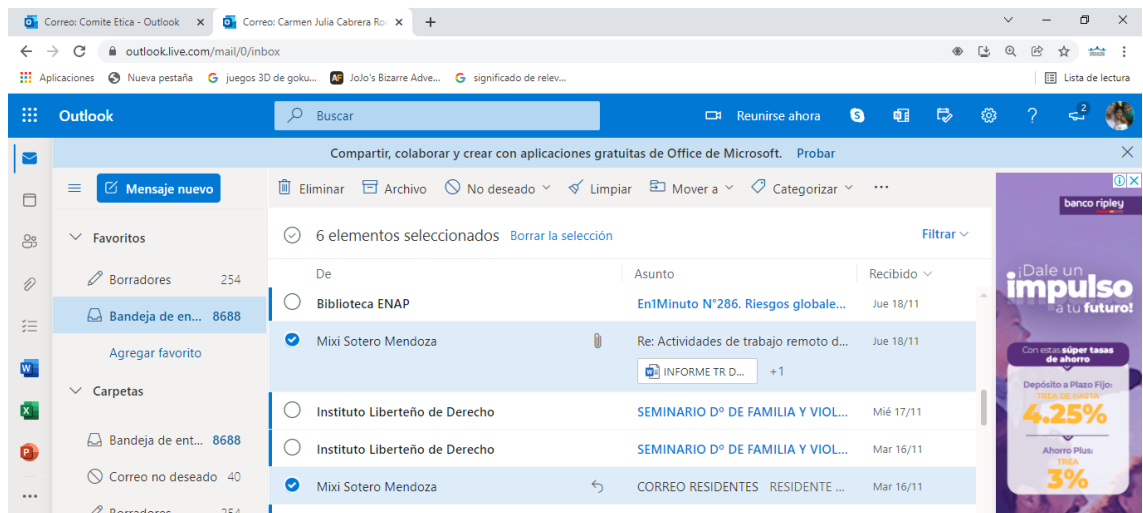 Correo: Comite Etica - Outlook
Correo: Carmen Julia Cabrera Ro
outlook.live.com/mail/0/inbox
Aplicaciones Nueva pestaña juegos 3D de goku... JoJo's Bizarre Adve... significado de relev... Lista de lectura
Outlook Buscar Reunirse ahora 2
Compartir, colaborar y crear con aplicaciones gratuitas de Office de Microsoft. Probar
Mensaje nuevo Eliminar Archivo No deseado Limpiar Mover a Categorizar ...
Favoritos
Borradores 254
Bandeja de en... 8688
Agregar favorito
Carpetas
Bandeja de ent... 8688
Correo no deseado 40
Borradores 254
6 elementos seleccionados Borrar la selección Filtrar
De Asunto Recibido
Biblioteca ENAP En1Minuto N°286. Riesgos globale... Jue 18/11
Mixi Sotero Mendoza Re: Actividades de trabajo remoto d... Jue 18/11
INFORME TR D... +1
Instituto Liberteño de Derecho SEMINARIO Dº DE FAMILIA Y VIOL... Mié 17/11
Instituto Liberteño de Derecho SEMINARIO Dº DE FAMILIA Y VIOL... Mar 16/11
Mixi Sotero Mendoza CORREO RESIDENTES RESIDENTE ... Mar 16/11
banco ripley
¡Dale un
impulso
a tu futuro!
Con estas súper tasas
de ahorro
Depósito a Plazo Fijo:
TREA DE HASTA
4.25%
Ahorro Plus:
TREA
3%